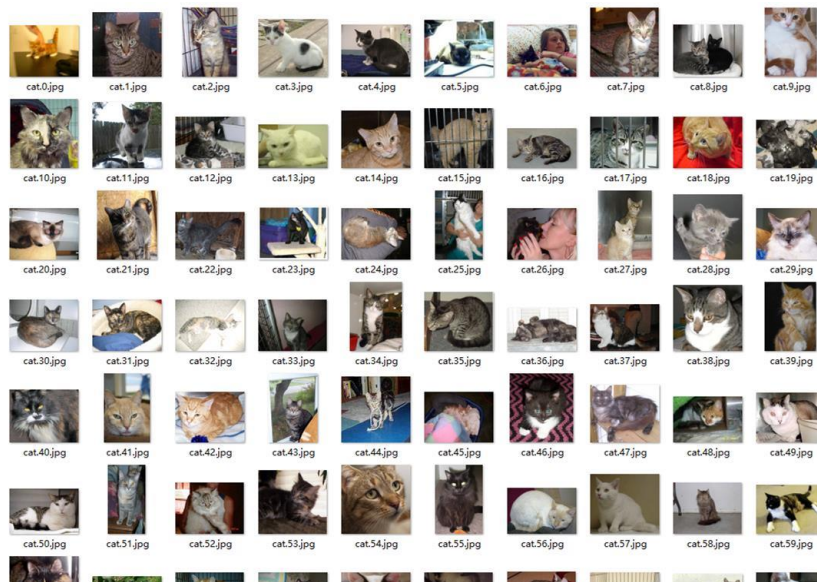 cat.0.jpg cat.1.jpg cat.2.jpg cat.3.jpg cat.4.jpg cat.5.jpg cat.6.jpg cat.7.jpg cat.8.jpg cat.9.jpg
cat.10.jpg cat.11.jpg cat.12.jpg cat.13.jpg cat.14.jpg cat.15.jpg cat.16.jpg cat.17.jpg cat.18.jpg cat.19.jpg
cat.20.jpg cat.21.jpg cat.22.jpg cat.23.jpg cat.24.jpg cat.25.jpg cat.26.jpg cat.27.jpg cat.28.jpg cat.29.jpg
cat.30.jpg cat.31.jpg cat.32.jpg cat.33.jpg cat.34.jpg cat.35.jpg cat.36.jpg cat.37.jpg cat.38.jpg cat.39.jpg
cat.40.jpg cat.41.jpg cat.42.jpg cat.43.jpg cat.44.jpg cat.45.jpg cat.46.jpg cat.47.jpg cat.48.jpg cat.49.jpg
cat.50.jpg cat.51.jpg cat.52.jpg cat.53.jpg cat.54.jpg cat.55.jpg cat.56.jpg cat.57.jpg cat.58.jpg cat.59.jpg